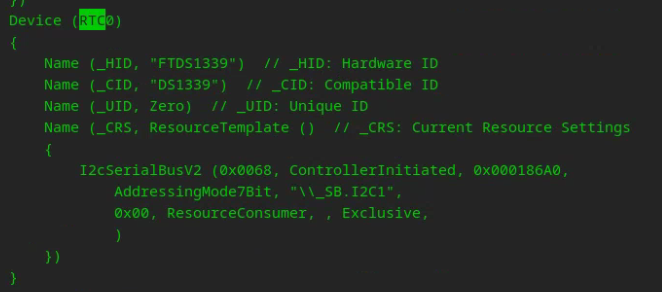 })
Device (RTC0)
{
Name (_HID, "FTDS1339")  // _HID: Hardware ID
Name (_CID, "DS1339")  // _CID: Compatible ID
Name (_UID, Zero)  // _UID: Unique ID
Name (_CRS, ResourceTemplate ()  // _CRS: Current Resource Settings
{
I2cSerialBusV2 (0x0068, ControllerInitiated, 0x000186A0,
AddressingMode7Bit, "\\_SB.I2C1",
0x00, ResourceConsumer, , Exclusive,
)
})
}